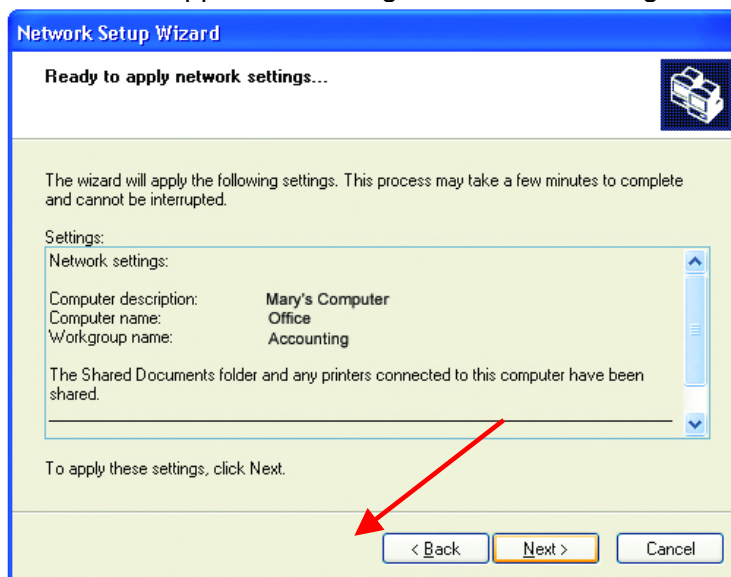 Network Setup Wizard
Ready to apply network settings...
The wizard will apply the following settings. This process may take a few minutes to complete
and cannot be interrupted.
Settings:
Network settings:
Computer description: Mary's Computer
Computer name: Office
Workgroup name: Accounting
The Shared Documents folder and any printers connected to this computer have been
shared.
To apply these settings, click Next.
< Back Next > Cancel